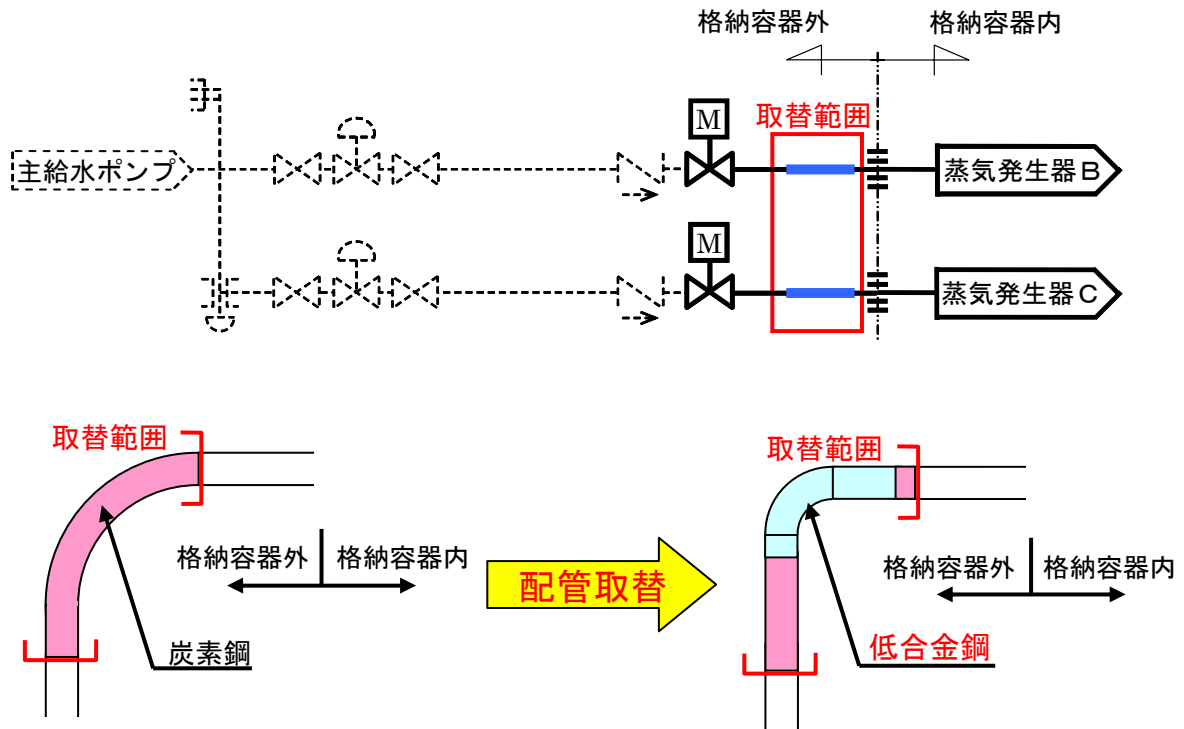 格納容器外
格納容器内
M
取替範囲
主給水ポンプ
蒸気発生器B
M
蒸気発生器C
取替範囲
格納容器外
格納容器内
炭素鋼
配管取替
取替範囲
格納容器外
格納容器内
低合金鋼